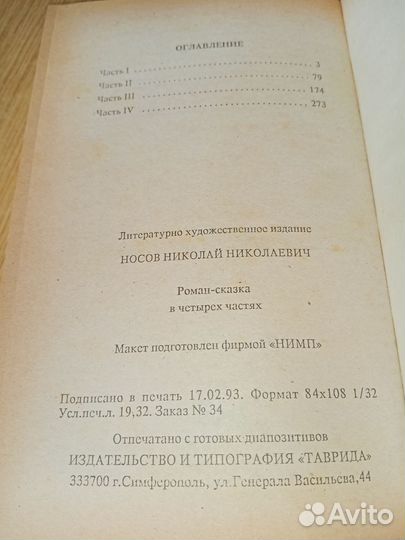 ОГЛАВЛЕНИЕ
Часть I 3
Часть II 79
Часть III 174
Часть IV 273
Литературно художественное издание
НОСОВ НИКОЛАЙ НИКОЛАЕВИЧ
Роман-сказка
в четырех частях
Макет подготовлен фирмой «НИМП»
Подписано в печать 17.02.93. Формат 84х108 1/32
Усл.печ.л. 19,32. Заказ № 34
Отпечатано с готовых диапозитивов
ИЗДАТЕЛЬСТВО И ТИПОГРАФИЯ «ТАВРИДА»
333700 г.Симферополь, ул.Генерала Васильева,44
Avito